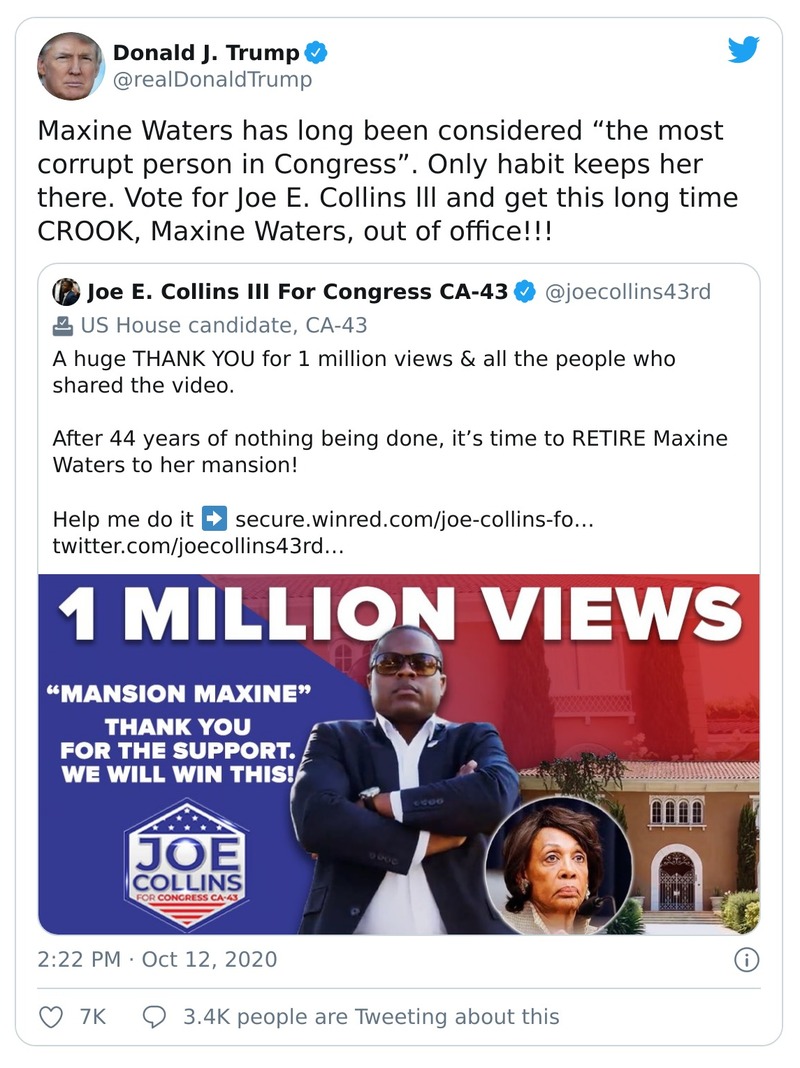 Donald J. Trump
@realDonaldTrump
Maxine Waters has long been considered “the most
corrupt person in Congress”. Only habit keeps her
there. Vote for Joe E. Collins lll and get this long time
CROOK, Maxine Waters, out of office!!!
Joe E. Collins III For Congress CA-43 @joecollins43rd
US House candidate, CA-43
A huge THANK YOU for 1 million views & all the people who
shared the video.
After 44 years of nothing being done, it’s time to RETIRE Maxine
Waters to her mansion!
Help me do it ➡️ secure.winred.com/joe-collins-fo…
twitter.com/joecollins43rd…
1 MILLION VIEWS
“MANSION MAXINE”
THANK YOU
FOR THE SUPPORT.
WE WILL WIN THIS!
JOE
COLLINS
FOR CONGRESS CA-43
2:22 PM · Oct 12, 2020
7K 3.4K people are Tweeting about this